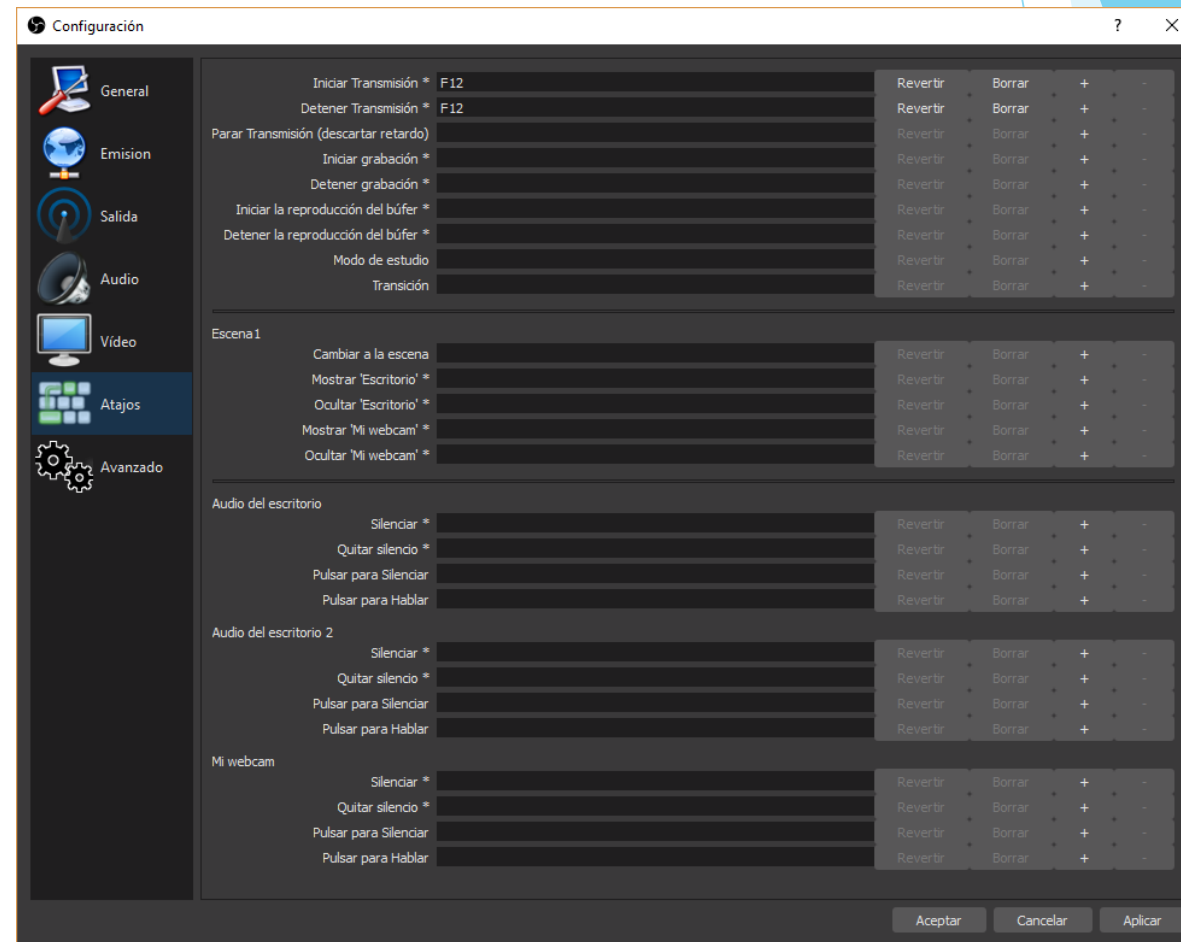 Configuración ? ×
General
Emision
Salida
Audio
Vídeo
Atajos
Avanzado
Iniciar Transmisión * F12 Revertir Borrar + -
Detener Transmisión * F12 Revertir Borrar + -
Parar Transmisión (descartar retardo) Revertir Borrar + -
Iniciar grabación * Revertir Borrar + -
Detener grabación * Revertir Borrar + -
Iniciar la reproducción del búfer * Revertir Borrar + -
Detener la reproducción del búfer * Revertir Borrar + -
Modo de estudio Revertir Borrar + -
Transición Revertir Borrar + -
Escena1
Cambiar a la escena Revertir Borrar + -
Mostrar 'Escritorio' * Revertir Borrar + -
Ocultar 'Escritorio' * Revertir Borrar + -
Mostrar 'Mi webcam' * Revertir Borrar + -
Ocultar 'Mi webcam' * Revertir Borrar + -
Audio del escritorio
Silenciar * Revertir Borrar + -
Quitar silencio * Revertir Borrar + -
Pulsar para Silenciar Revertir Borrar + -
Pulsar para Hablar Revertir Borrar + -
Audio del escritorio 2
Silenciar * Revertir Borrar + -
Quitar silencio * Revertir Borrar + -
Pulsar para Silenciar Revertir Borrar + -
Pulsar para Hablar Revertir Borrar + -
Mi webcam
Silenciar * Revertir Borrar + -
Quitar silencio * Revertir Borrar + -
Pulsar para Silenciar Revertir Borrar + -
Pulsar para Hablar Revertir Borrar + -
Aceptar Cancelar Aplicar